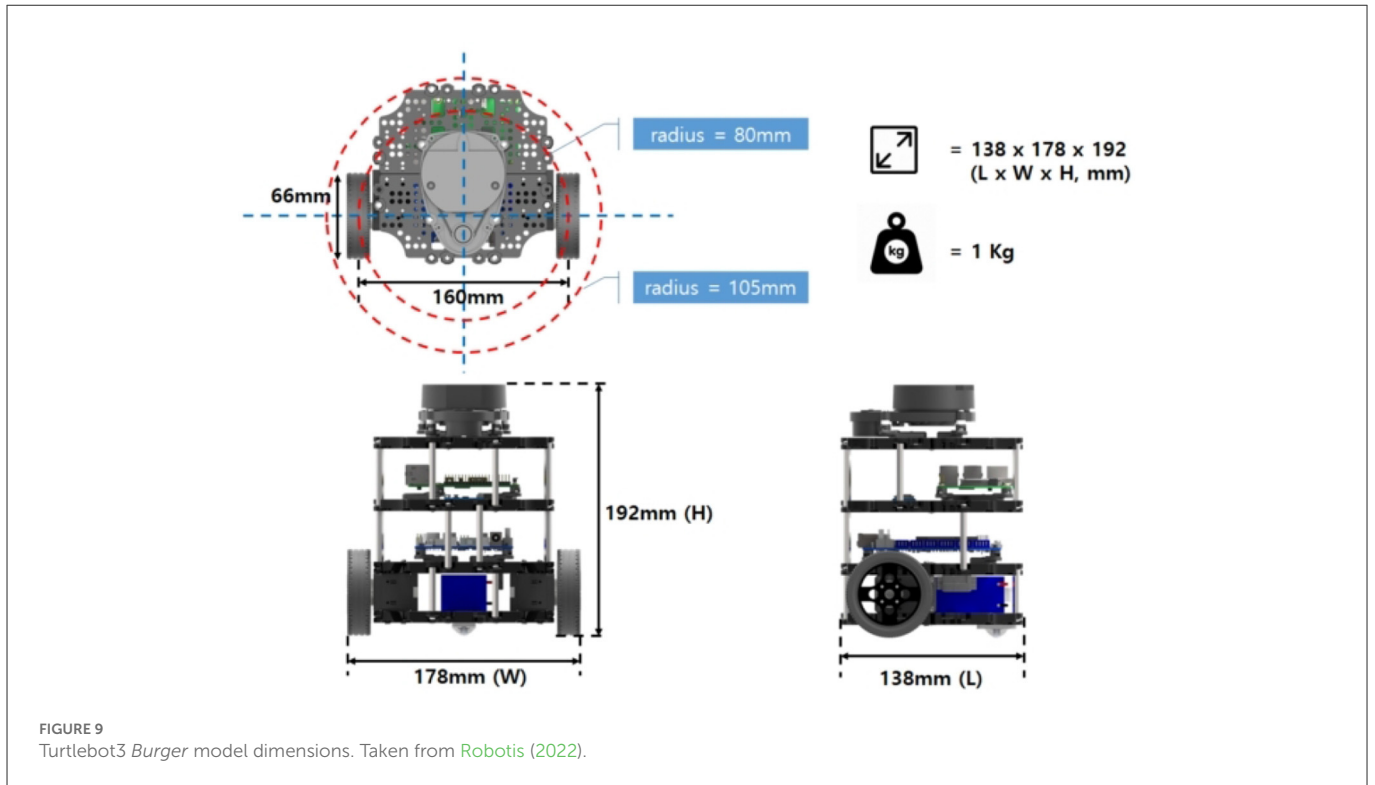 radius = 80mm
66mm
160mm
radius = 105mm
= 138 x 178 x 192
(L x W x H, mm)
kg
= 1 Kg
192mm (H)
178mm (W)
138mm (L)
FIGURE 9
Turtlebot3 Burger model dimensions. Taken from Robotis (2022).